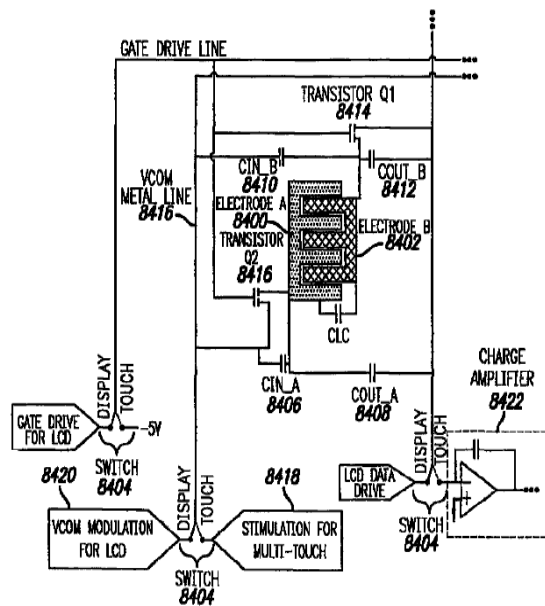 GATE DRIVE LINE
TRANSISTOR Q1
8414
VCOM
METAL LINE
8416
CIN_B
8410
COUT_B
8412
ELECTRODE A
8400
ELECTRODE B
8402
TRANSISTOR
Q2
8416
CLC
CIN_A
8406
COUT_A
8408
CHARGE
AMPLIFIER
8422
DISPLAY
TOUCH
GATE DRIVE
FOR LCD
-5V
SWITCH
8404
DISPLAY
TOUCH
LCD DATA
DRIVE
SWITCH
8404
8420
8418
DISPLAY
TOUCH
VCOM MODULATION
FOR LCD
STIMULATION FOR
MULTI-TOUCH
SWITCH
8404